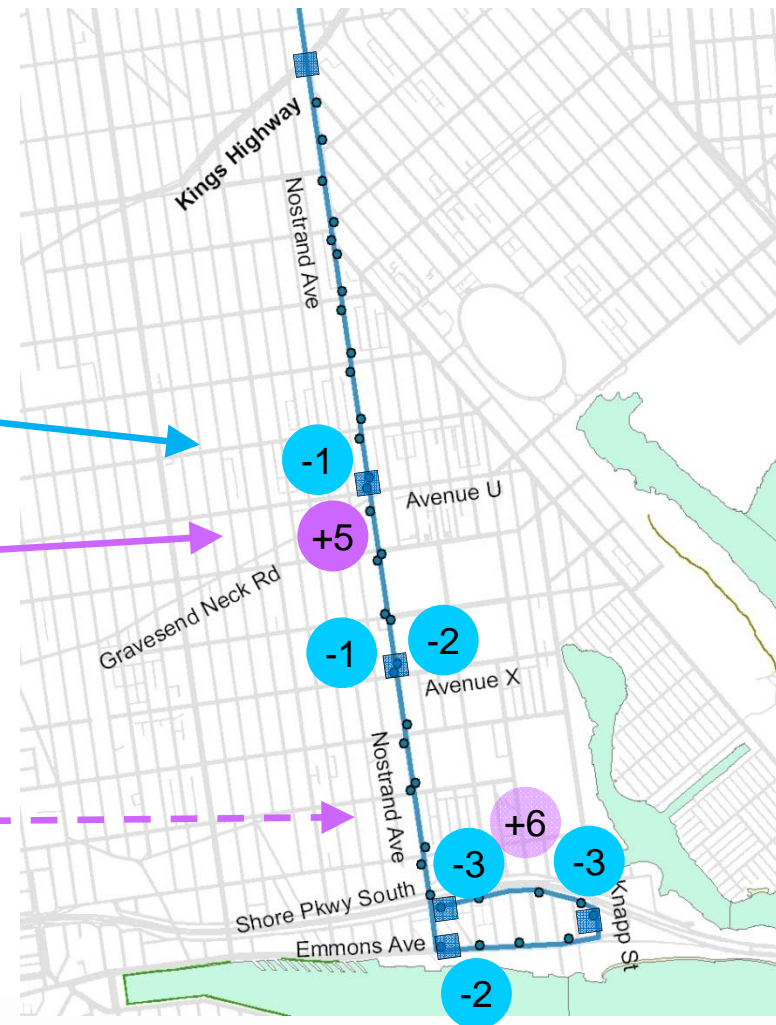 Kings Highway
Nostrand Ave
-1
Avenue U
+5
Gravesend Neck Rd
-1
-2
Avenue X
Nostrand Ave
+6
-3
-3
Shore Pkwy South
Knapp St
Emmons Ave
-2